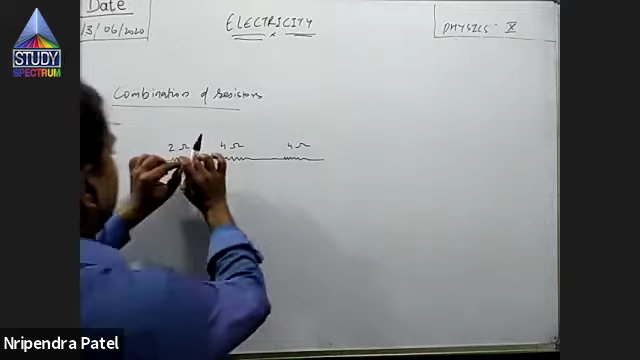 Date
13/06/2020
ELECTRICITY
PHYSICS - X
STUDY
SPECTRUM
Combination of resistors
2 Ω 4 Ω 4 Ω
Nripendra Patel